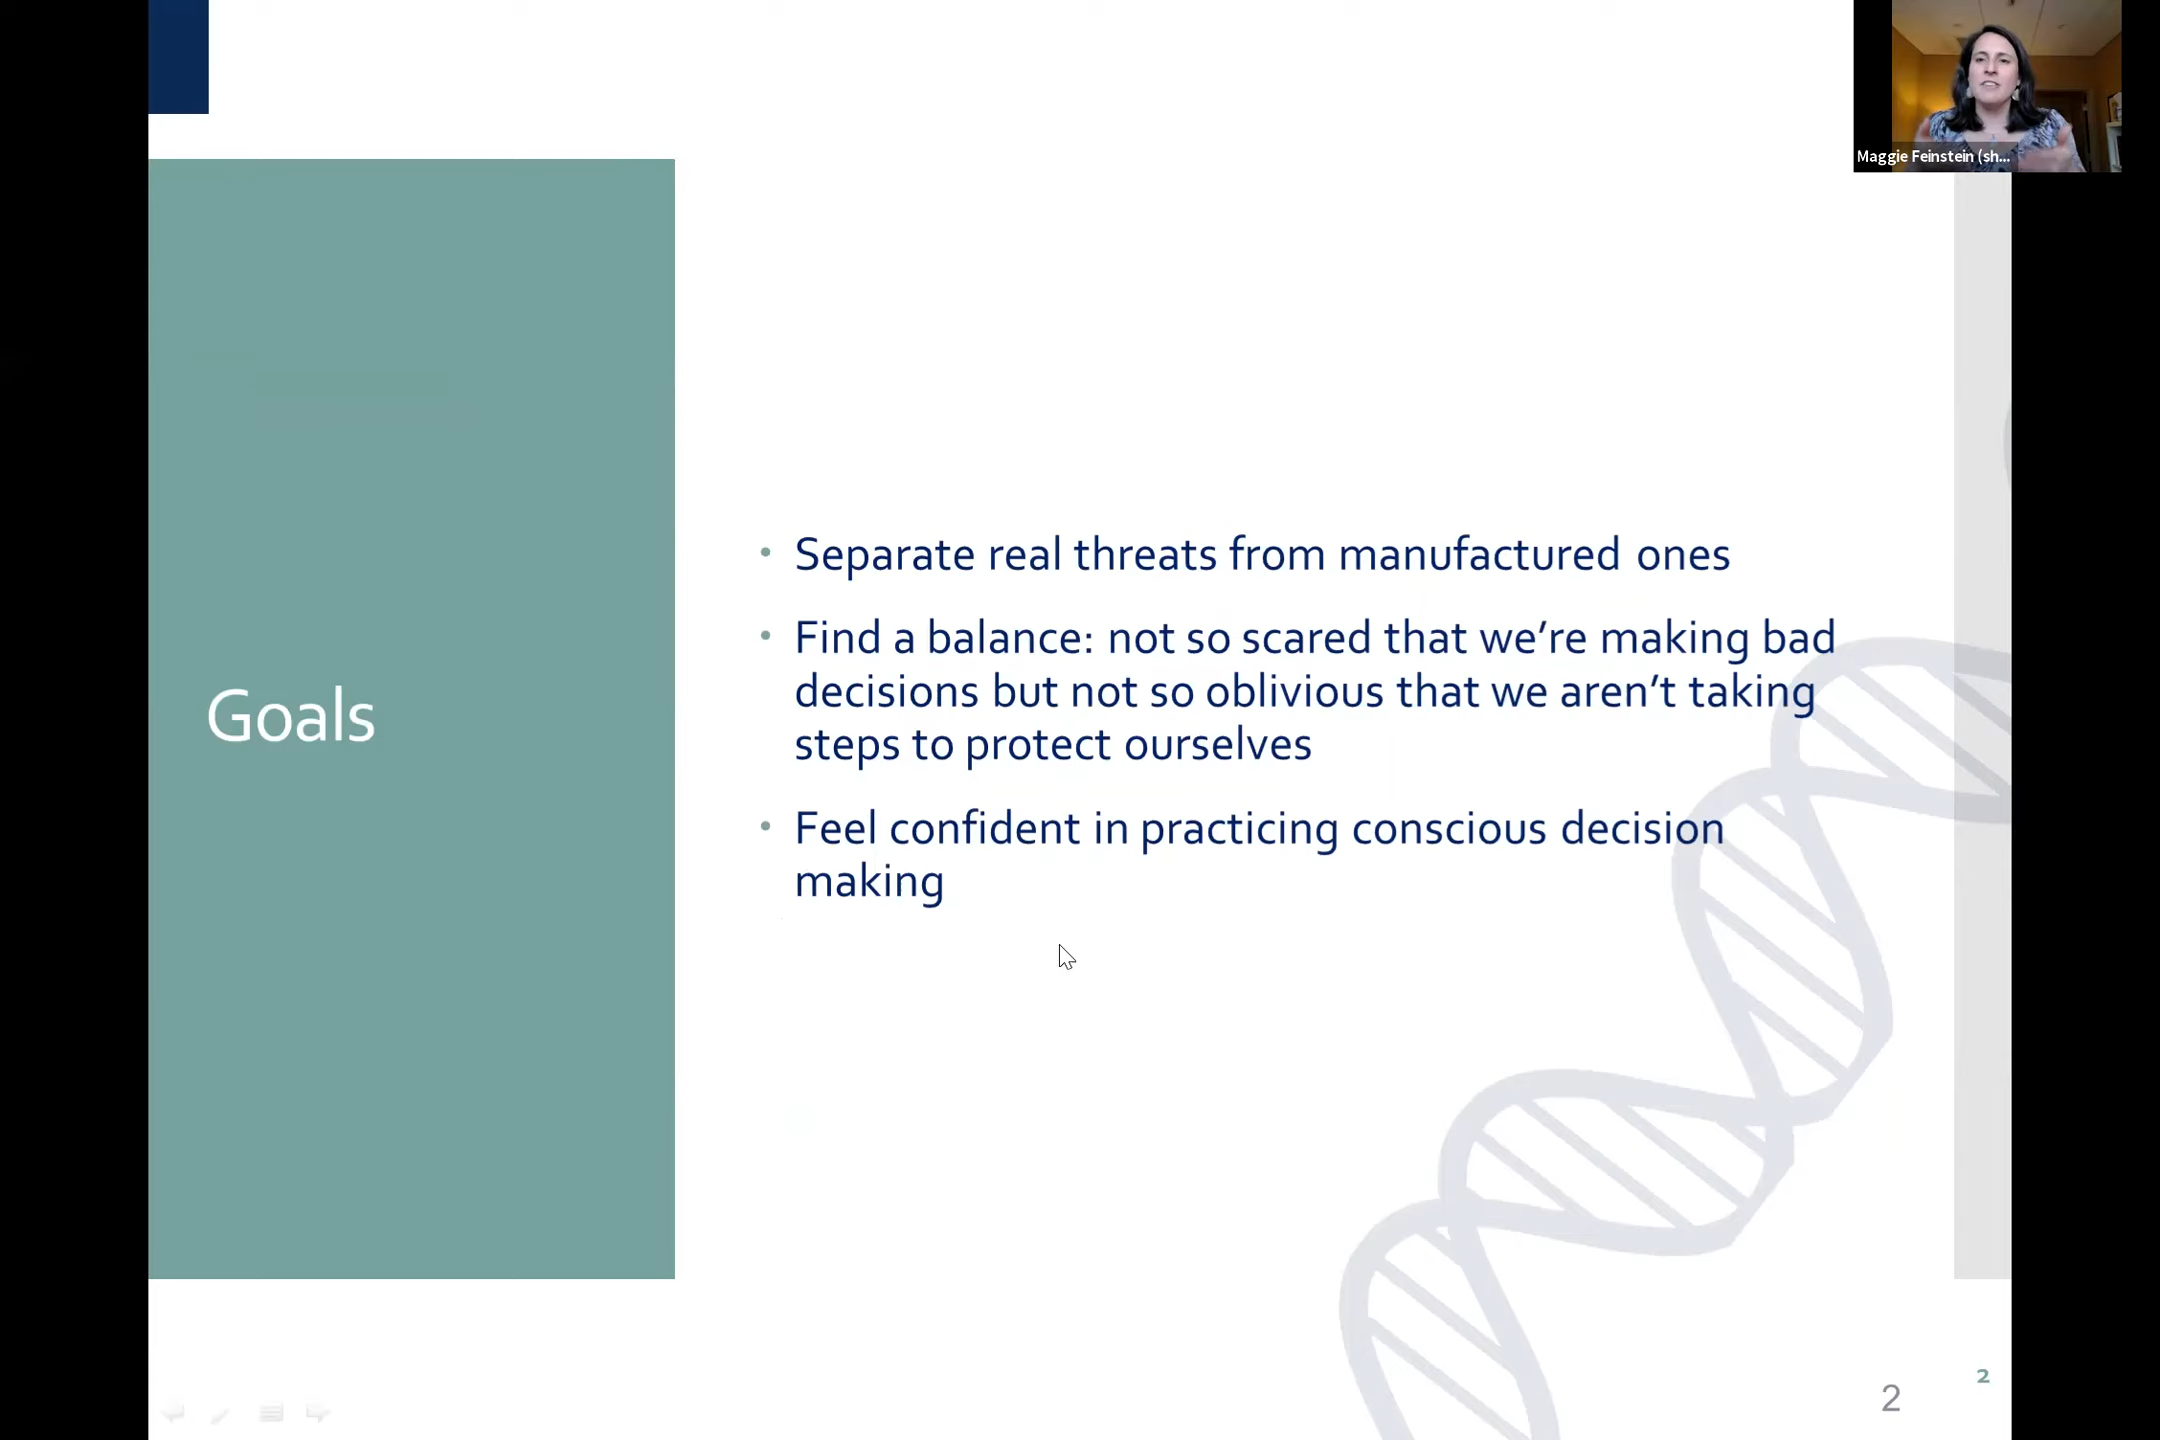 Maggie Feinstein (sh...
Goals
• Separate real threats from manufactured ones
• Find a balance: not so scared that we’re making bad
decisions but not so oblivious that we aren’t taking
steps to protect ourselves
• Feel confident in practicing conscious decision
making
2
2